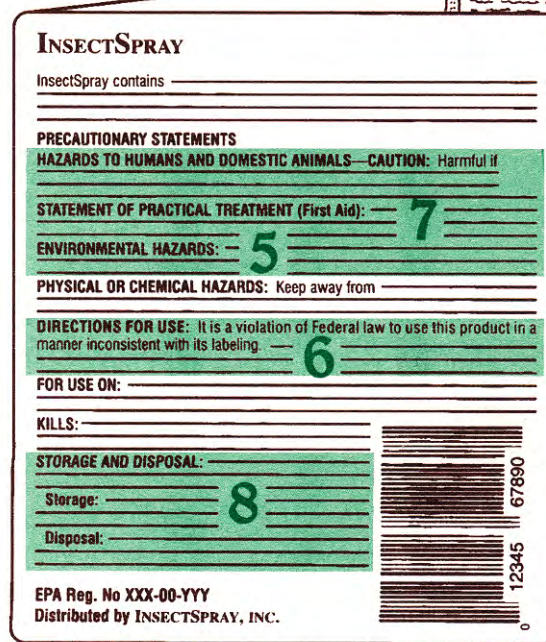 INSECTSPRAY
InsectSpray contains
PRECAUTIONARY STATEMENTS
HAZARDS TO HUMANS AND DOMESTIC ANIMALS—CAUTION: Harmful if
STATEMENT OF PRACTICAL TREATMENT (First Aid):
7
ENVIRONMENTAL HAZARDS:
5
PHYSICAL OR CHEMICAL HAZARDS: Keep away from
DIRECTIONS FOR USE: It is a violation of Federal law to use this product in a
manner inconsistent with its labeling.
6
FOR USE ON:
KILLS:
STORAGE AND DISPOSAL:
Storage:
8
Disposal:
EPA Reg. No XXX-00-YYY
Distributed by INSECTSPRAY, INC.
0 12345 67890